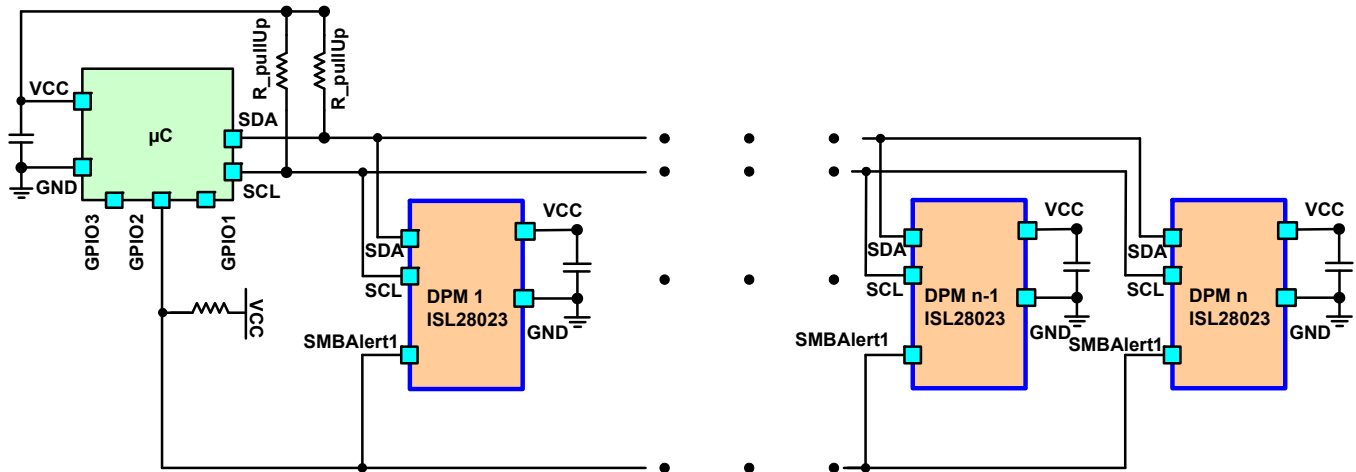 R_pullUp
R_pullUp
VCC
SDA
µC
SCL
GND
GPIO3
GPIO2
GPIO1
VCC
VCC
SDA
SCL
DPM 1
ISL28023
GND
SMBAlert1
VCC
SDA
SCL
DPM n-1
ISL28023
GND
SMBAlert1
VCC
SDA
SCL
DPM n
ISL28023
GND
SMBAlert1